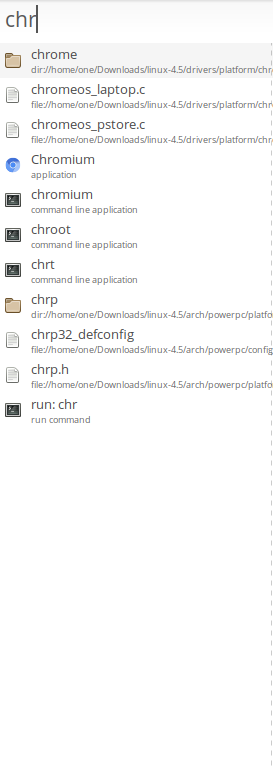 chr
chrome
dir://home/one/Downloads/linux-4.5/drivers/platform/chr
chromeos_laptop.c
file://home/one/Downloads/linux-4.5/drivers/platform/chr
chromeos_pstore.c
file://home/one/Downloads/linux-4.5/drivers/platform/chr
Chromium
application
chromium
command line application
chroot
command line application
chrt
command line application
chrp
dir://home/one/Downloads/linux-4.5/arch/powerpc/platfo
chrp32_defconfig
file://home/one/Downloads/linux-4.5/arch/powerpc/config
chrp.h
file://home/one/Downloads/linux-4.5/arch/powerpc/platfo
run: chr
run command